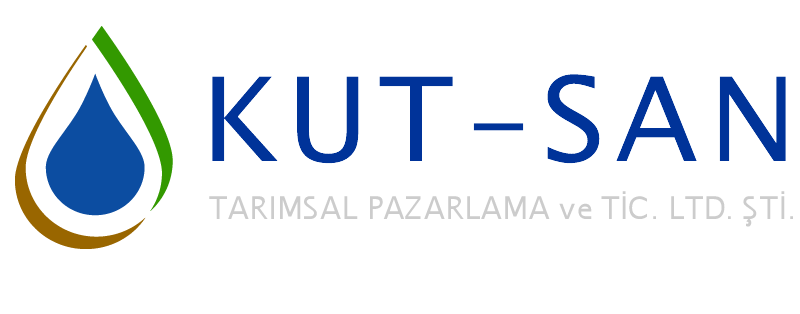 KUT-SAN
TARIMSAL PAZARLAMA ve TİC. LTD. ŞTİ.